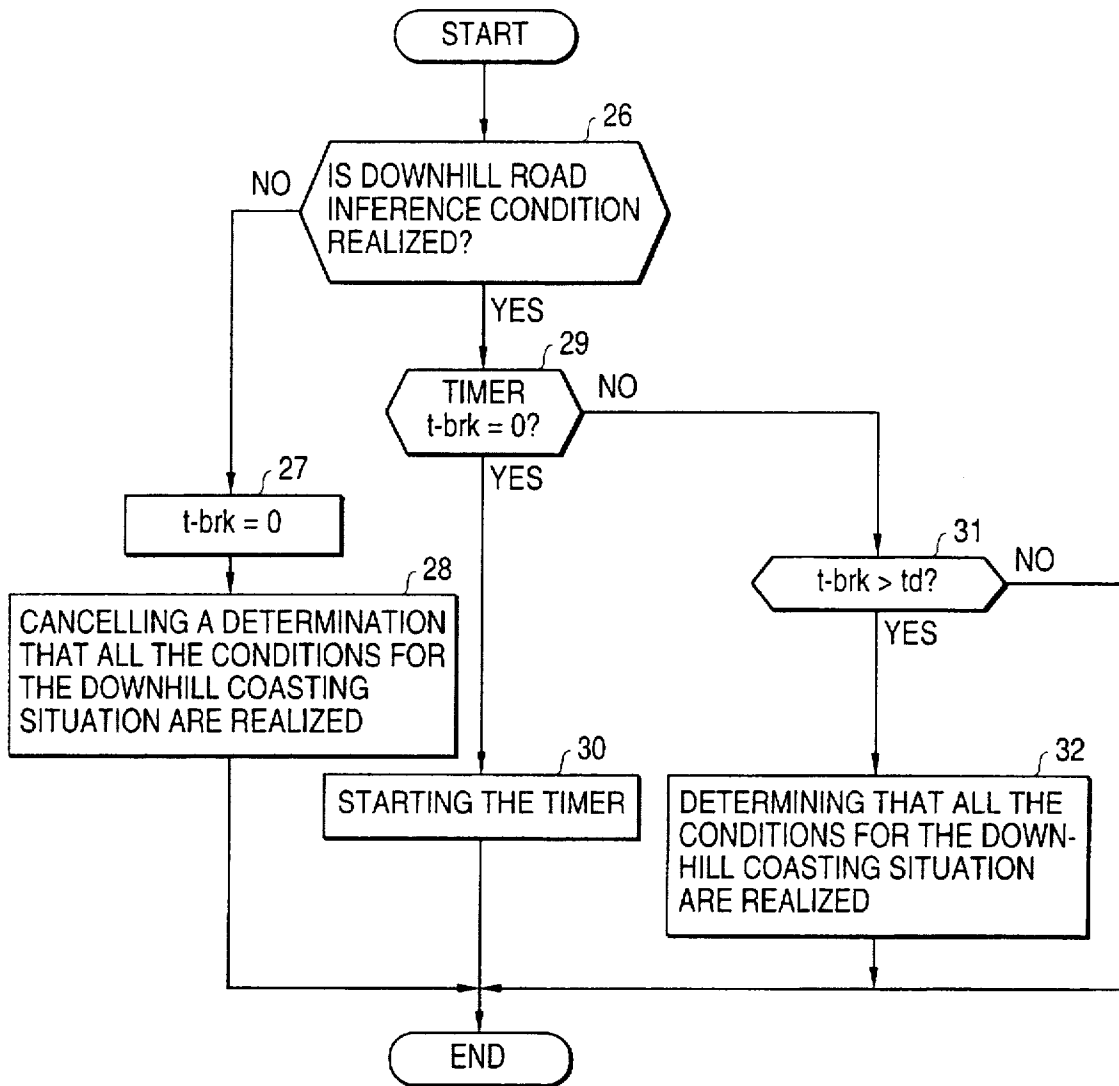 START
26
IS DOWNHILL ROAD
INFERENCE CONDITION
REALIZED?
NO
YES
29
TIMER
t-brk = 0?
NO
YES
27
t-brk = 0
28
CANCELLING A DETERMINATION
THAT ALL THE CONDITIONS FOR
THE DOWNHILL COASTING
SITUATION ARE REALIZED
31
t-brk > td?
NO
YES
30
STARTING THE TIMER
32
DETERMINING THAT ALL THE
CONDITIONS FOR THE DOWN-
HILL COASTING SITUATION
ARE REALIZED
END